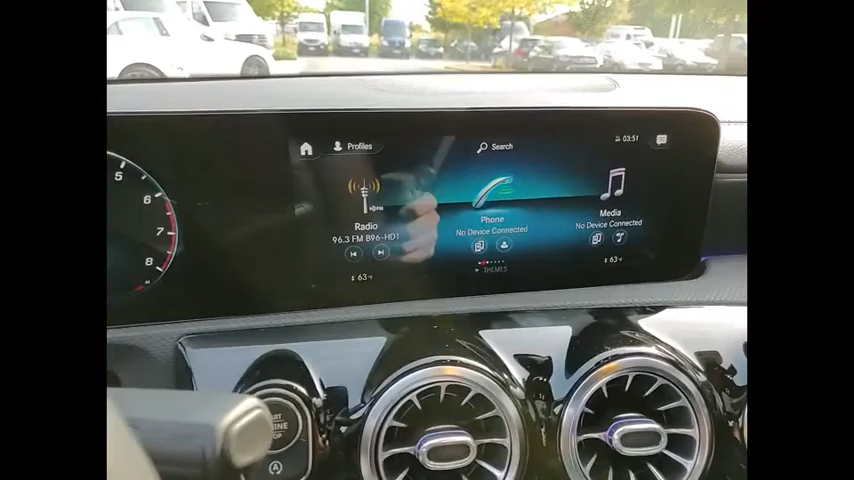 Profiles
Search
03:51
Radio
96.3 FM B96-HD1
63°F
Phone
No Device Connected
THEMES
Media
No Device Connected
63°F
5
6
7
8
STOP
A